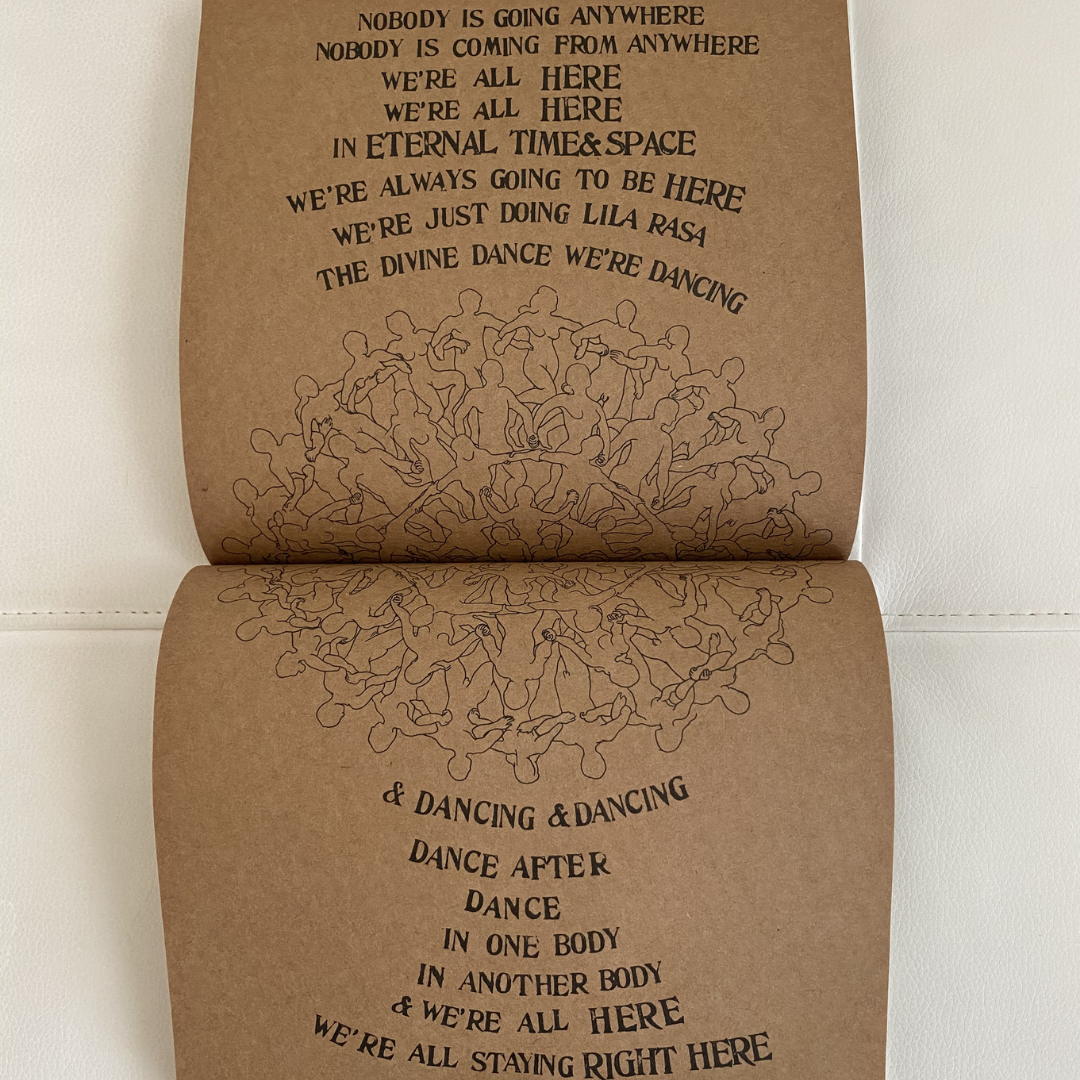 NOBODY IS GOING ANYWHERE
NOBODY IS COMING FROM ANYWHERE
WE'RE ALL HERE
WE'RE ALL HERE
IN ETERNAL TIME&SPACE
WE'RE ALWAYS GOING TO BE HERE
WE'RE JUST DOING LILA RASA
THE DIVINE DANCE WE'RE DANCING
& DANCING & DANCING
DANCE AFTER
DANCE
IN ONE BODY
IN ANOTHER BODY
& WE'RE ALL HERE
WE'RE ALL STAYING RIGHT HERE